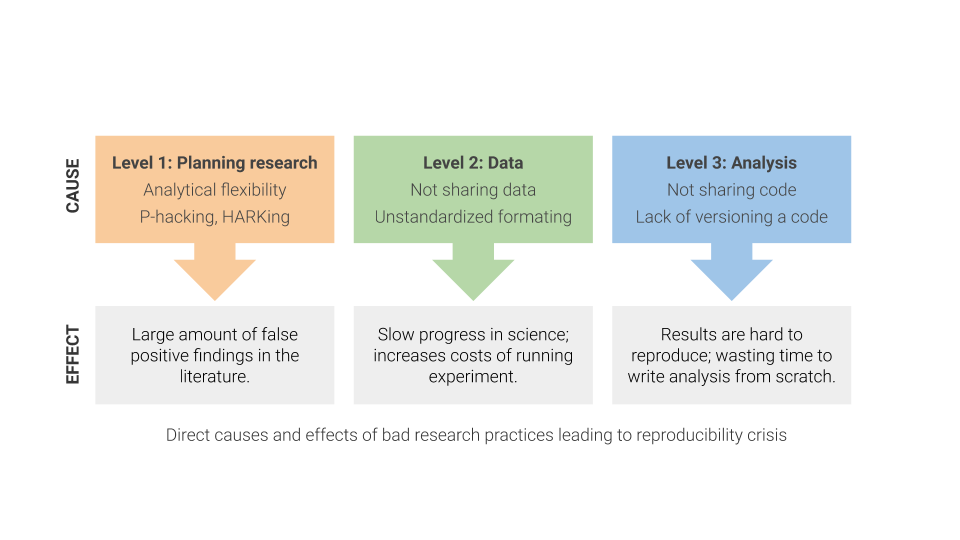 CAUSE
Level 1: Planning research
Analytical flexibility
P-hacking, HARKing
Level 2: Data
Not sharing data
Unstandardized formating
Level 3: Analysis
Not sharing code
Lack of versioning a code
EFFECT
Large amount of false
positive findings in the
literature.
Slow progress in science;
increases costs of running
experiment.
Results are hard to
reproduce; wasting time to
write analysis from scratch.
Direct causes and effects of bad research practices leading to reproducibility crisis